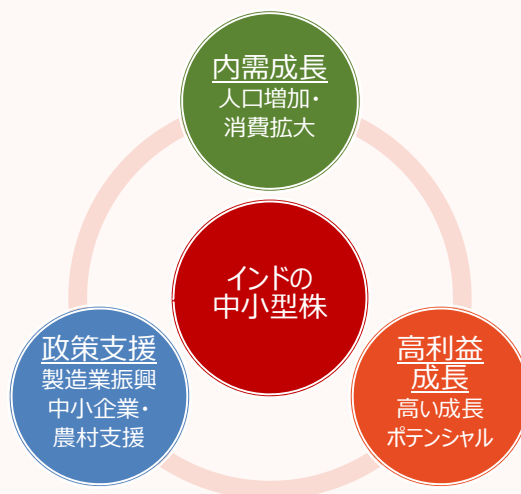 内需成長
人口増加・
消費拡大
インドの
中小型株
政策支援
製造業振興
中小企業・
農村支援
高利益
成長
高い成長
ポテンシャル